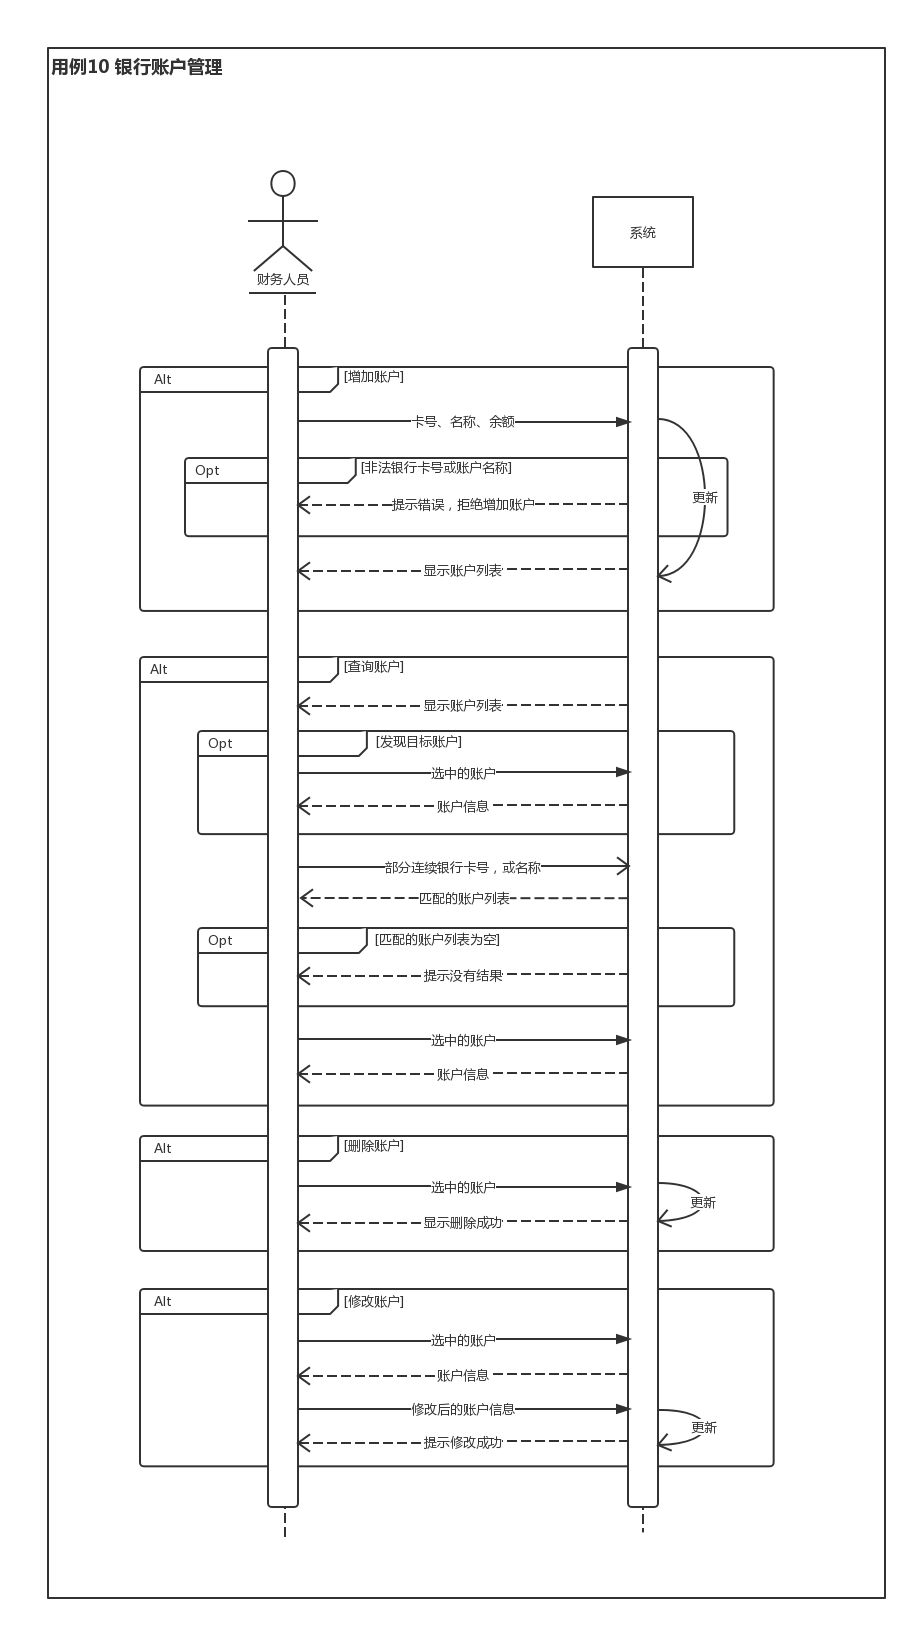 用例10 银行账户管理
财务人员
系统
Alt
[增加账户]
卡号、名称、余额
Opt
[非法银行卡号或账户名称]
更新
提示错误，拒绝增加账户
显示账户列表
Alt
[查询账户]
显示账户列表
Opt
[发现目标账户]
选中的账户
账户信息
部分连续银行卡号，或名称
匹配的账户列表
Opt
[匹配的账户列表为空]
提示没有结果
选中的账户
账户信息
Alt
[删除账户]
选中的账户
更新
显示删除成功
Alt
[修改账户]
选中的账户
账户信息
修改后的账户信息
更新
提示修改成功